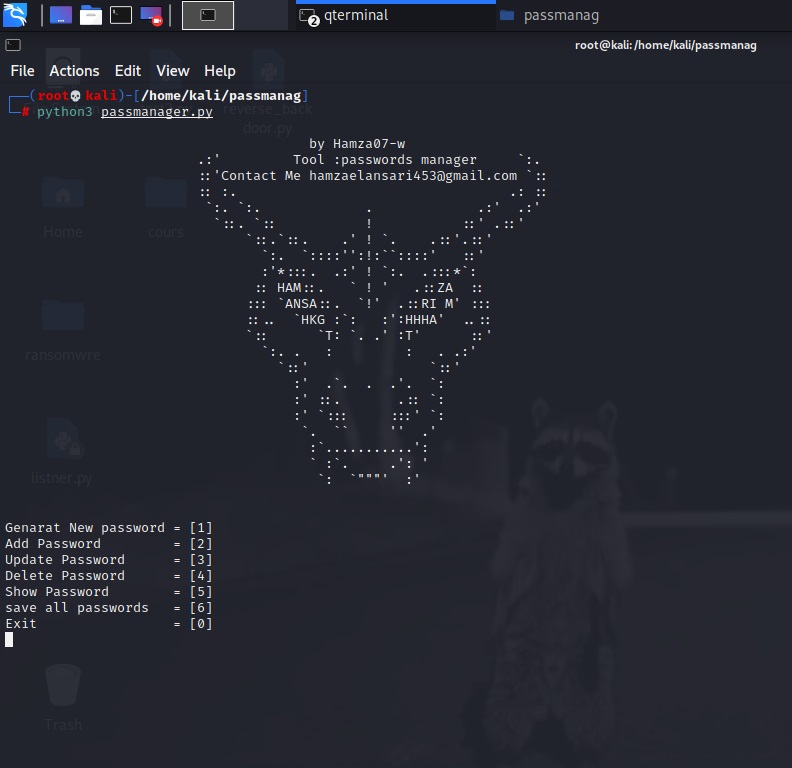 qterminal
passmanag
root@kali:/home/kali/passmanag
File Actions Edit View Help
(root💀kali)-[/home/kali/passmanag]
# python3 passmanager.py
reverse_back
door.py
by Hamza07-w
Tool :passwords manager
Contact Me hamzaelansari453@gmail.com
Home
cours
HAM ZA
ANSA RI M'
HKG HHHA'
T: T'
ransomwre
listner.py
Genarat New password = [1]
Add Password = [2]
Update Password = [3]
Delete Password = [4]
Show Password = [5]
save all passwords = [6]
Exit = [0]
Trash